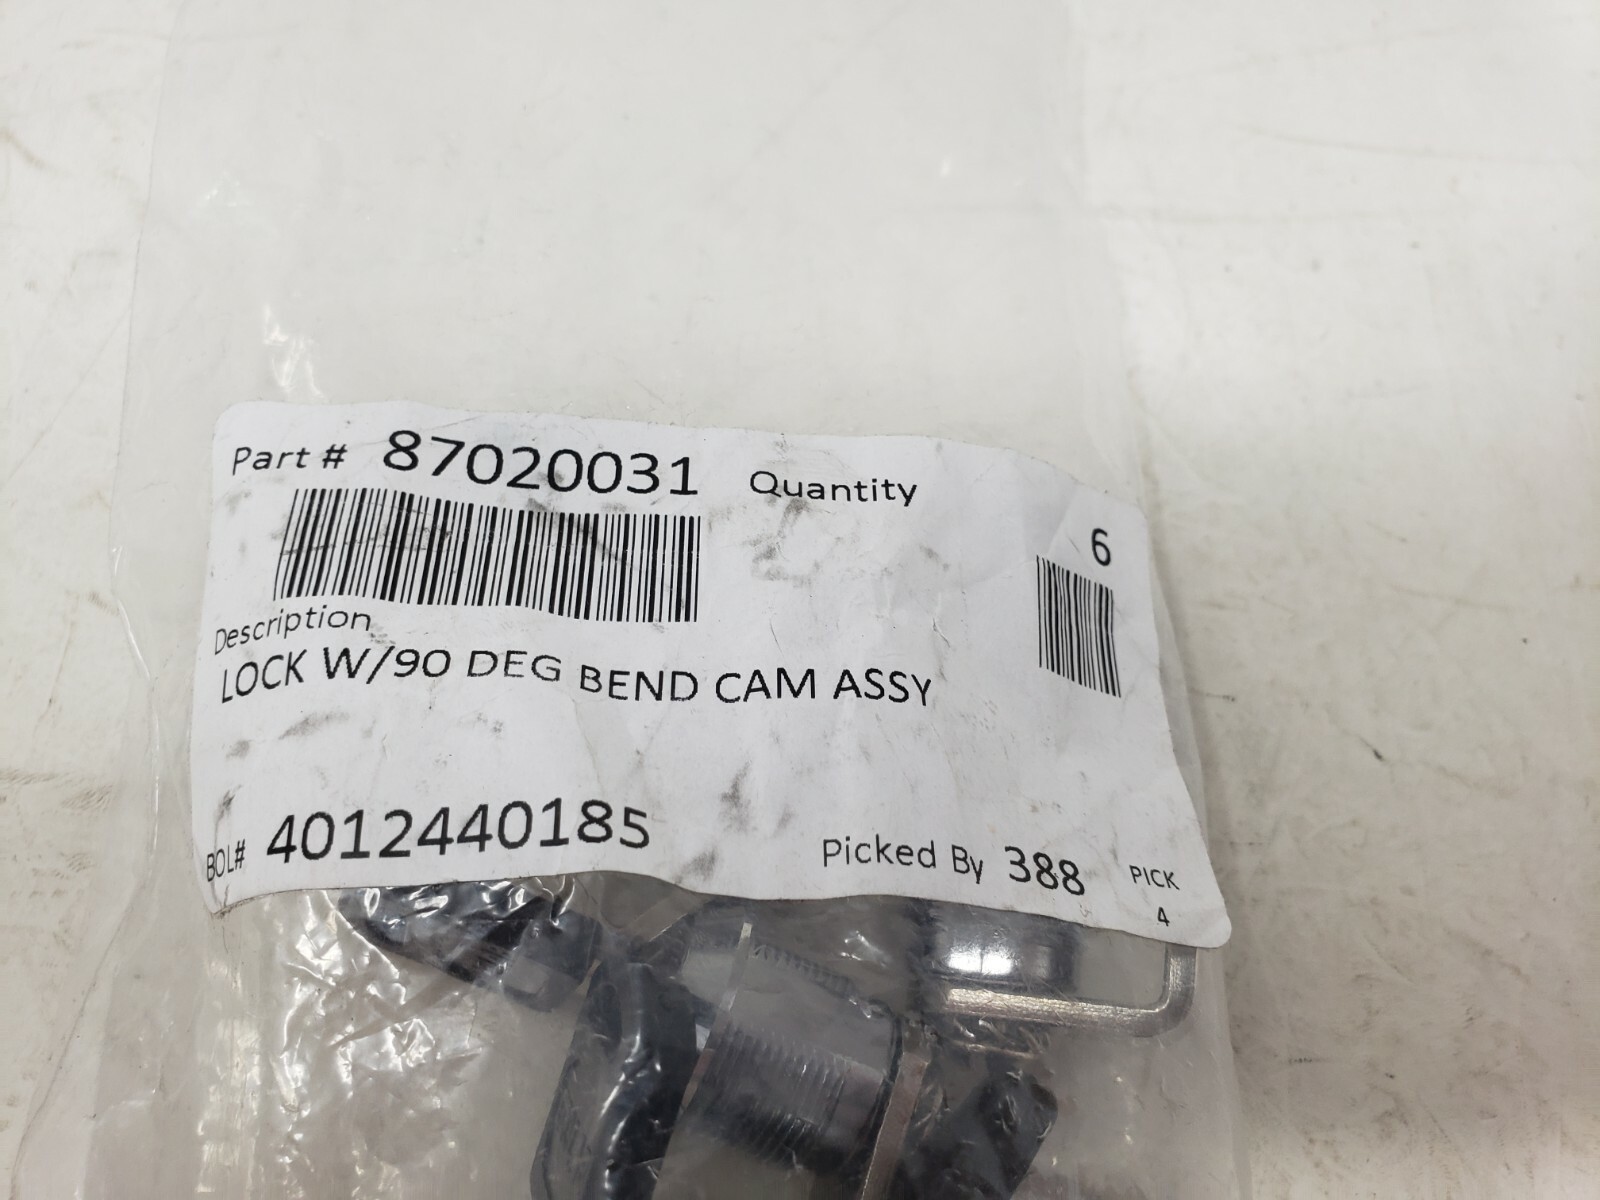 Part # 87020031 Quantity
6
Description
LOCK W/90 DEG BEND CAM ASSY
BOL# 4012440185 Picked By 388 PICK
4